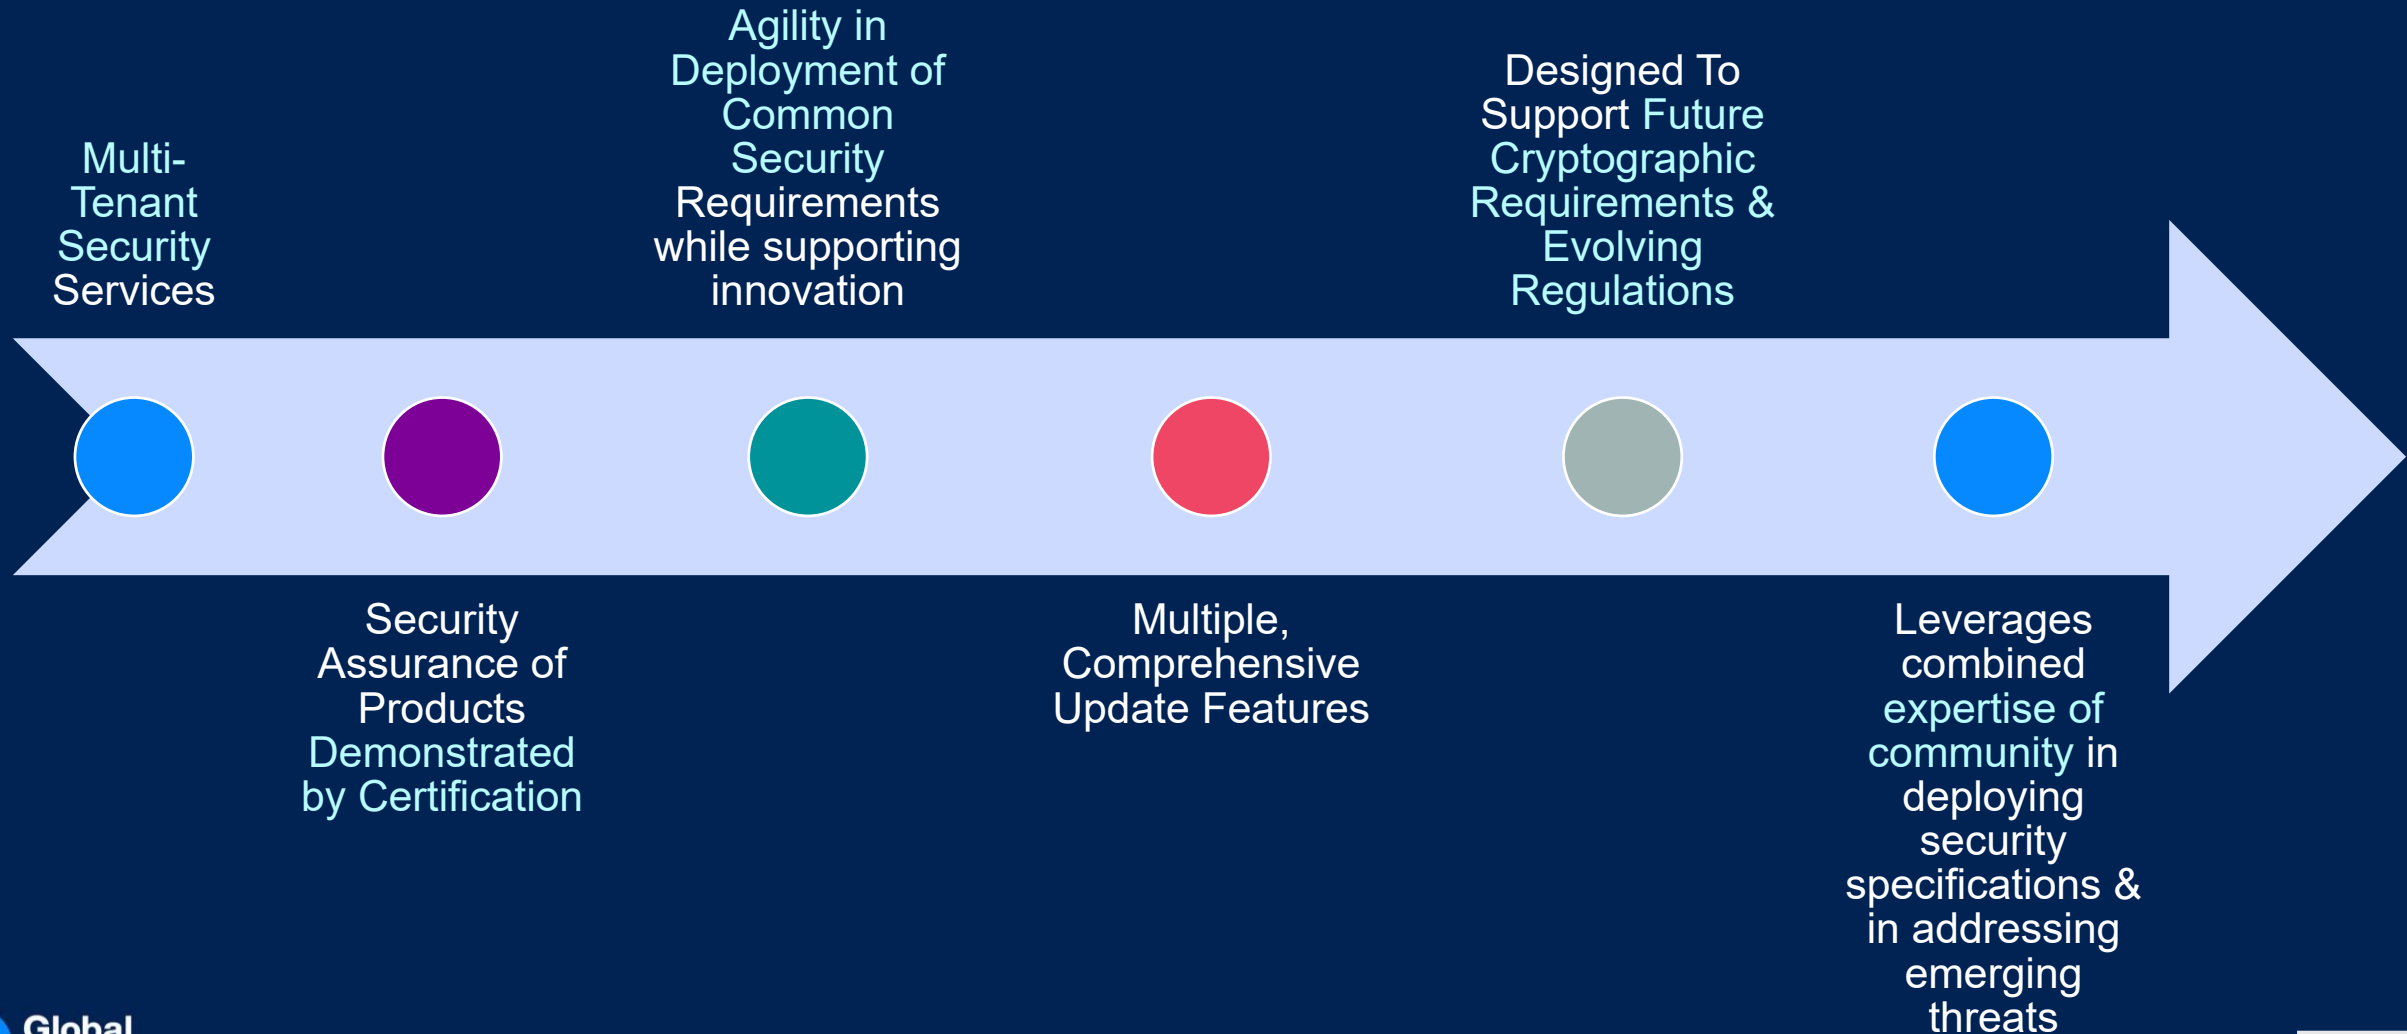 Multi-
Tenant
Security
Services
Security
Assurance of
Products
Demonstrated
by Certification
Agility in
Deployment of
Common
Security
Requirements
while supporting
innovation
Multiple,
Comprehensive
Update Features
Designed To
Support Future
Cryptographic
Requirements &
Evolving
Regulations
Leverages
combined
expertise of
community in
deploying
security
specifications &
in addressing
emerging
threats
Global